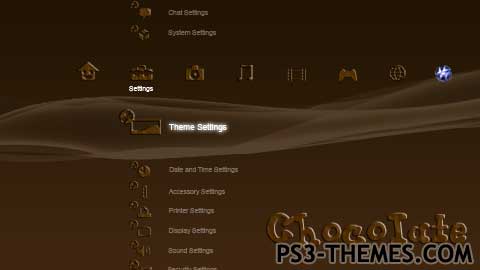 Chat Settings
System Settings
Settings
Theme Settings
Date and Time Settings
Accessory Settings
Printer Settings
Display Settings
Sound Settings
Security Settings
Chocolate
PS3-THEMES.COM